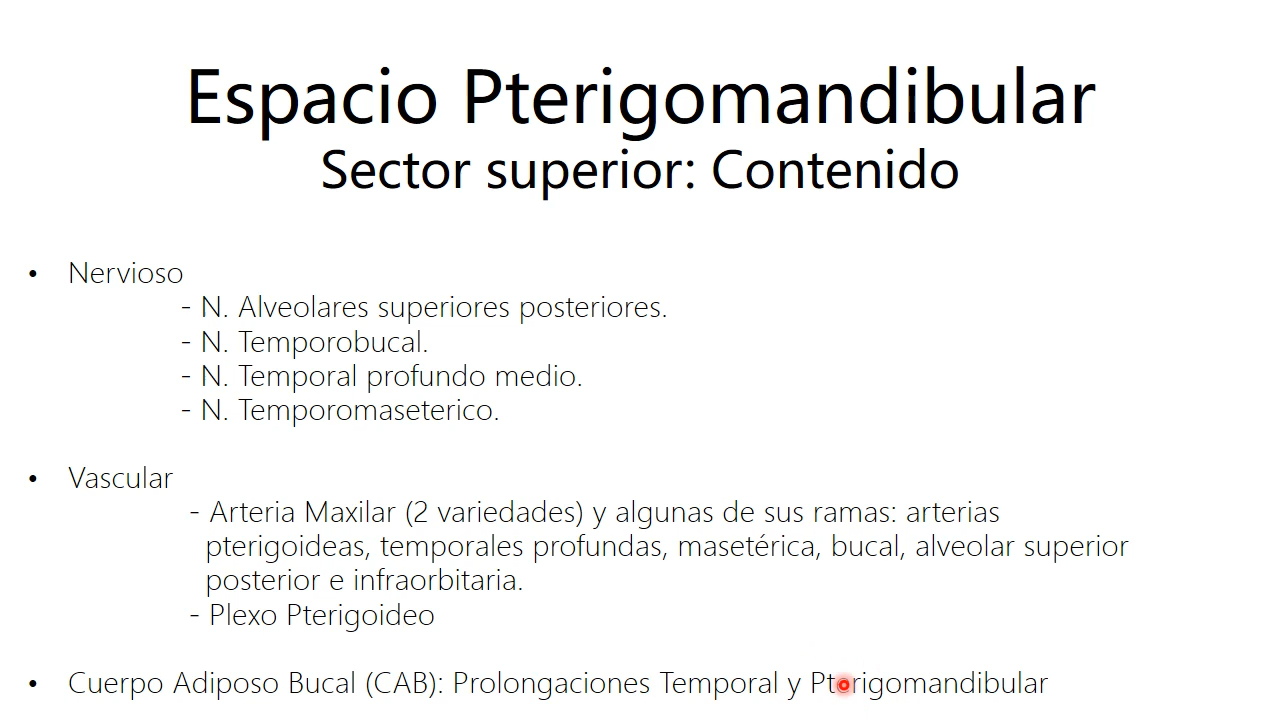 Espacio Pterigomandibular
Sector superior: Contenido
• Nervioso
- N. Alveolares superiores posteriores.
- N. Temporobucal.
- N. Temporal profundo medio.
- N. Temporomaseterico.
• Vascular
- Arteria Maxilar (2 variedades) y algunas de sus ramas: arterias
pterigoideas, temporales profundas, masetérica, bucal, alveolar superior
posterior e infraorbitaria.
- Plexo Pterigoideo
• Cuerpo Adiposo Bucal (CAB): Prolongaciones Temporal y Pterigomandibular